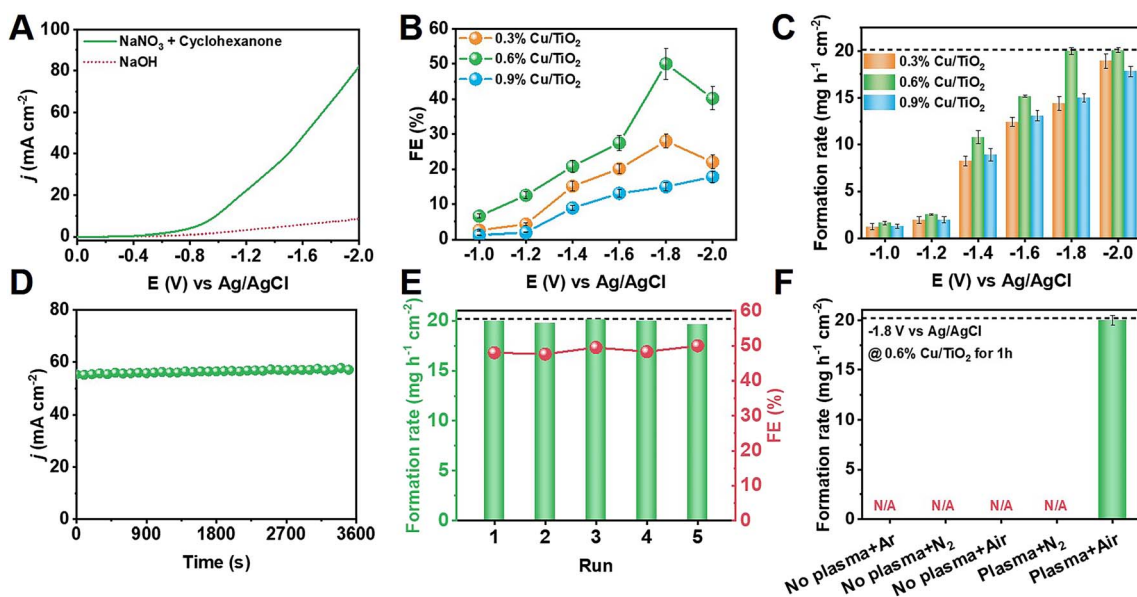 A
NaNO3 + Cyclohexanone
NaOH
j (mA cm-2)
100
80
60
40
20
0
0.0 -0.4 -0.8 -1.2 -1.6 -2.0
E (V) vs Ag/AgCl
B
0.3% Cu/TiO2
0.6% Cu/TiO2
0.9% Cu/TiO2
FE (%)
60
50
40
30
20
10
0
-1.0 -1.2 -1.4 -1.6 -1.8 -2.0
E (V) vs Ag/AgCl
C
0.3% Cu/TiO2
0.6% Cu/TiO2
0.9% Cu/TiO2
Formation rate (mg h-1 cm-2)
25
20
15
10
5
0
-1.0 -1.2 -1.4 -1.6 -1.8 -2.0
E (V) vs Ag/AgCl
D
j (mA cm-2)
80
60
40
20
0
0 900 1800 2700 3600
Time (s)
E
Formation rate (mg h-1 cm-2)
20
15
10
5
0
FE (%)
60
50
40
30
20
10
0
1 2 3 4 5
Run
F
-1.8 V vs Ag/AgCl
@ 0.6% Cu/TiO2 for 1h
Formation rate (mg h-1 cm-2)
20
15
10
5
0
N/A N/A N/A N/A
No plasma+Ar
No plasma+N2
No plasma+Air
Plasma+N2
Plasma+Air